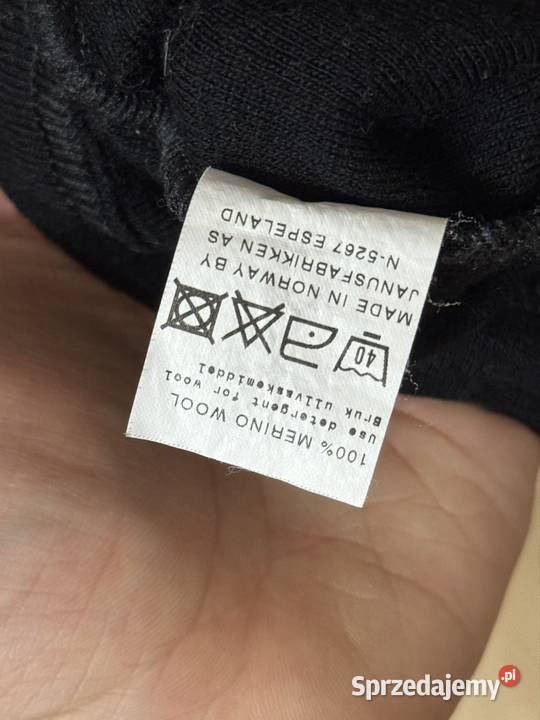 100% MERINO WOOL
use detergent for wool
Bruk ullvaskemiddel
40
MADE IN NORWAY BY
JANUSFABRIKKEN AS
N-5267 ESPELAND
Sprzedajemy.pl